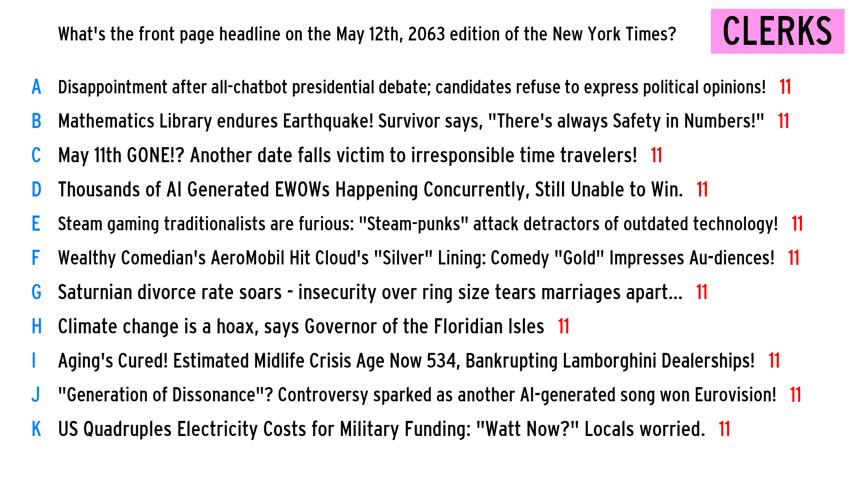 What's the front page headline on the May 12th, 2063 edition of the New York Times?
CLERKS
A Disappointment after all-chatbot presidential debate; candidates refuse to express political opinions! 11
B Mathematics Library endures Earthquake! Survivor says, "There's always Safety in Numbers!" 11
C May 11th GONE!? Another date falls victim to irresponsible time travelers! 11
D Thousands of AI Generated EWOWs Happening Concurrently, Still Unable to Win. 11
E Steam gaming traditionalists are furious: "Steam-punks" attack detractors of outdated technology! 11
F Wealthy Comedian's AeroMobil Hit Cloud's "Silver" Lining: Comedy "Gold" Impresses Au-diences! 11
G Saturnian divorce rate soars - insecurity over ring size tears marriages apart... 11
H Climate change is a hoax, says Governor of the Floridian Isles 11
I Aging's Cured! Estimated Midlife Crisis Age Now 534, Bankrupting Lamborghini Dealerships! 11
J "Generation of Dissonance"? Controversy sparked as another AI-generated song won Eurovision! 11
K US Quadruples Electricity Costs for Military Funding: "Watt Now?" Locals worried. 11